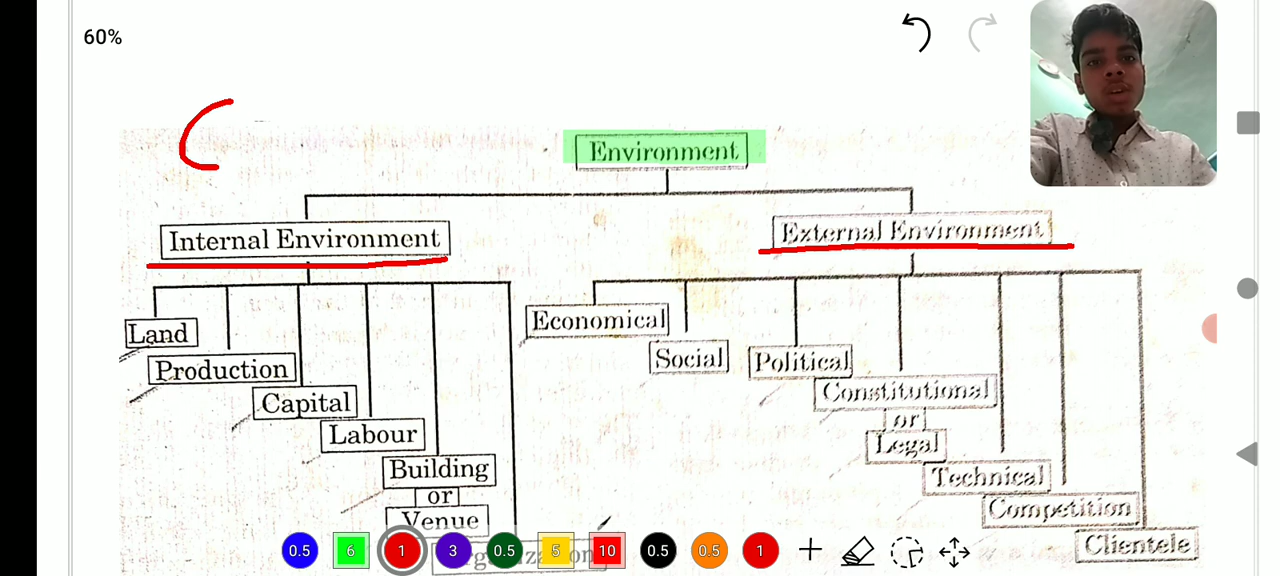 60%
Environment
Internal Environment
External Environment
Land
Production
Capital
Labour
Building
or
Venue
Economical
Social
Political
Constitutional
or
Legal
Technical
Competition
Clientele
0.5 6 1 3 0.5 5 10 0.5 0.5 1